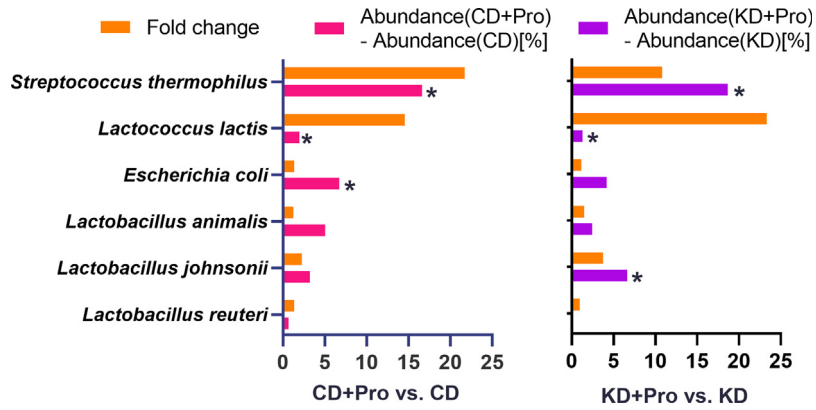 Fold change
Abundance(CD+Pro)
- Abundance(CD)[%]
Abundance(KD+Pro)
- Abundance(KD)[%]
Streptococcus thermophilus
*
*
Lactococcus lactis
*
*
Escherichia coli
*
Lactobacillus animalis
Lactobacillus johnsonii
*
Lactobacillus reuteri
0 5 10 15 20 25
0 5 10 15 20 25
CD+Pro vs. CD
KD+Pro vs. KD